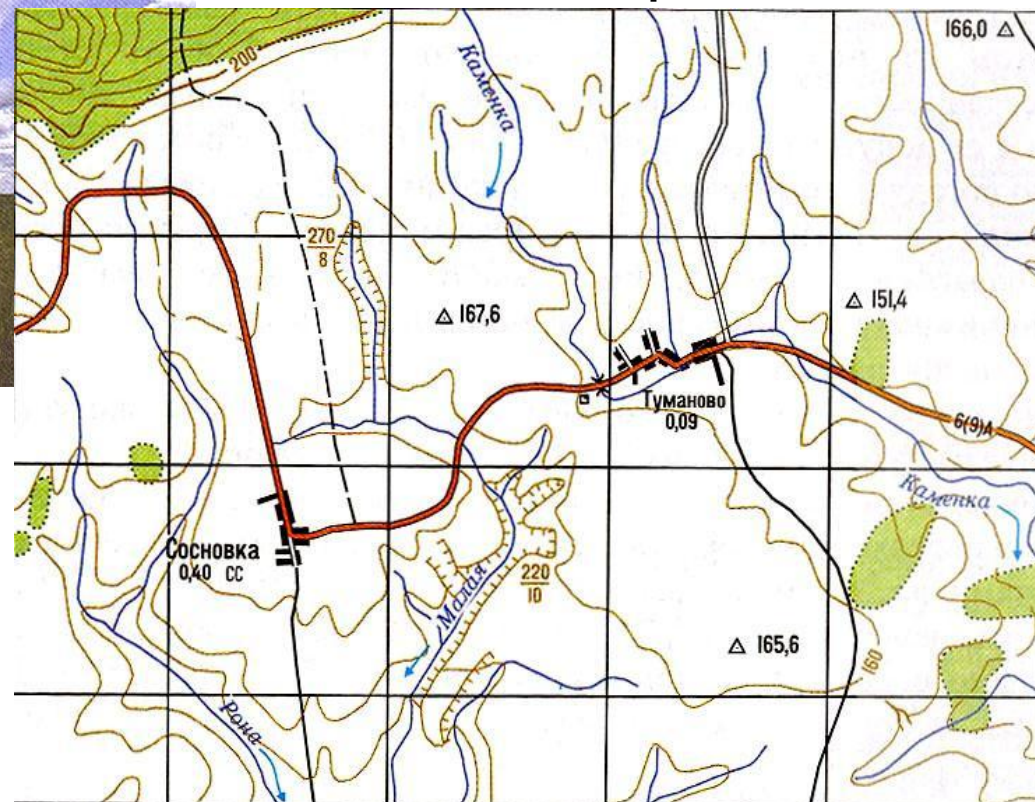 166,0
200
Каменка
270
8
167,6
151,4
Туманово
0,09
6(9)А
Каменка
Сосновка
0,40 СС
220
10
Малая
165,6
160
Рона